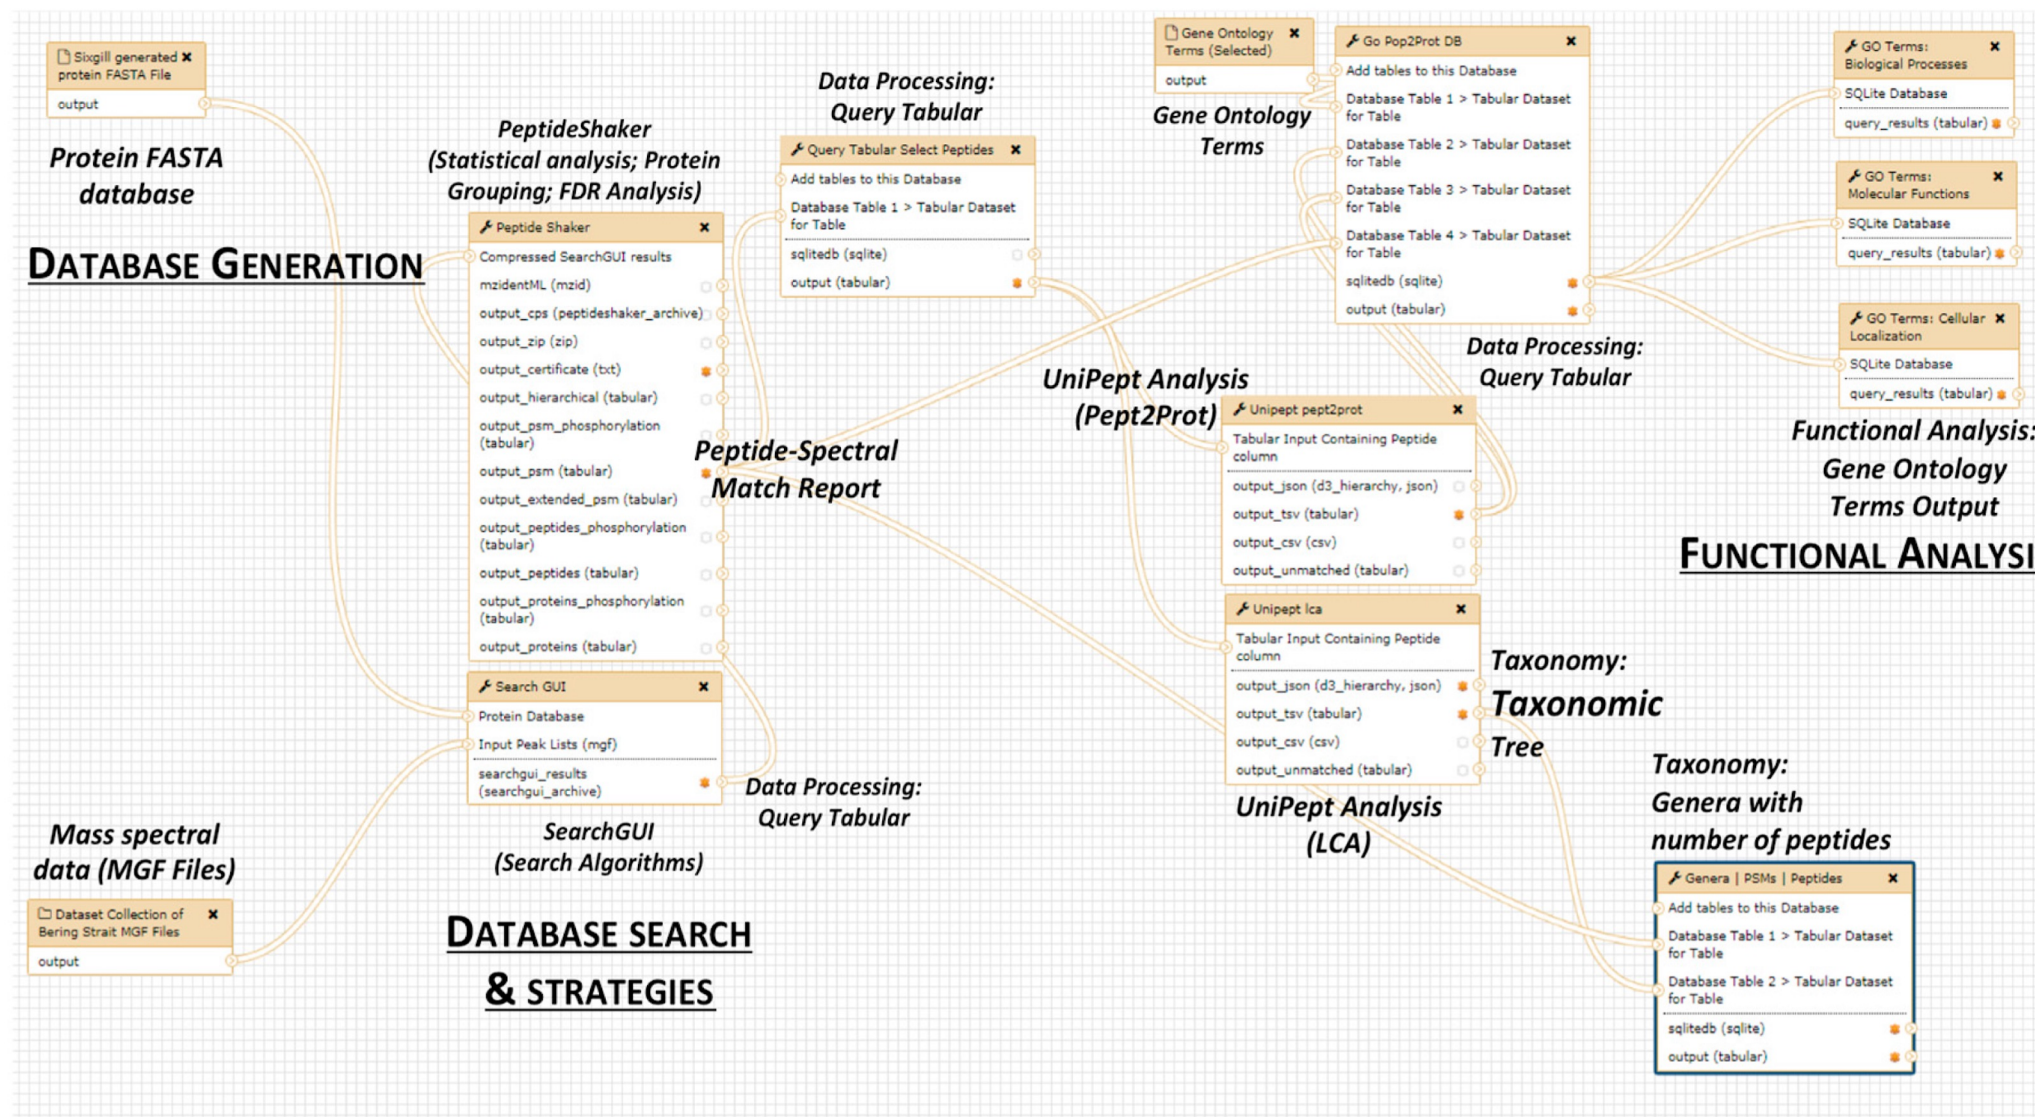 Sixgill generated
protein FASTA File
output
Protein FASTA
database
DATABASE GENERATION
Mass spectral
data (MGF Files)
Dataset Collection of
Bering Strait MGF Files
output
PeptideShaker
(Statistical analysis; Protein
Grouping; FDR Analysis)
Peptide Shaker
Compressed SearchGUI results
mzidentML (mzid)
output_cps (peptideshaker_archive)
output_zip (zip)
output_certificate (txt)
output_hierarchical (tabular)
output_psm_phosphorylation
(tabular)
output_psm (tabular)
output_extended_psm (tabular)
output_peptides_phosphorylation
(tabular)
output_peptides (tabular)
output_proteins_phosphorylation
(tabular)
output_proteins (tabular)
Search GUI
Protein Database
Input Peak Lists (mgf)
searchgui_results
(searchgui_archive)
SearchGUI
(Search Algorithms)
DATABASE SEARCH
& STRATEGIES
Data Processing:
Query Tabular
Query Tabular Select Peptides
Add tables to this Database
Database Table 1 > Tabular Dataset
for Table
sqlitedb (sqlite)
output (tabular)
Peptide-Spectral
Match Report
Data Processing:
Query Tabular
Gene Ontology
Terms (Selected)
output
Gene Ontology
Terms
Go Pop2Prot DB
Add tables to this Database
Database Table 1 > Tabular Dataset
for Table
Database Table 2 > Tabular Dataset
for Table
Database Table 3 > Tabular Dataset
for Table
Database Table 4 > Tabular Dataset
for Table
sqlitedb (sqlite)
output (tabular)
Data Processing:
Query Tabular
UniPept Analysis
(Pept2Prot)
Unipept pept2prot
Tabular Input Containing Peptide
column
output_json (d3_hierarchy, json)
output_tsv (tabular)
output_csv (csv)
output_unmatched (tabular)
Unipept lca
Tabular Input Containing Peptide
column
output_json (d3_hierarchy, json)
output_tsv (tabular)
output_csv (csv)
output_unmatched (tabular)
UniPept Analysis
(LCA)
Taxonomy:
Taxonomic
Tree
GO Terms:
Biological Processes
SQLite Database
query_results (tabular)
GO Terms:
Molecular Functions
SQLite Database
query_results (tabular)
GO Terms: Cellular
Localization
SQLite Database
query_results (tabular)
Functional Analysis:
Gene Ontology
Terms Output
FUNCTIONAL ANALYSI
Taxonomy:
Genera with
number of peptides
Genera | PSMs | Peptides
Add tables to this Database
Database Table 1 > Tabular Dataset
for Table
Database Table 2 > Tabular Dataset
for Table
sqlitedb (sqlite)
output (tabular)